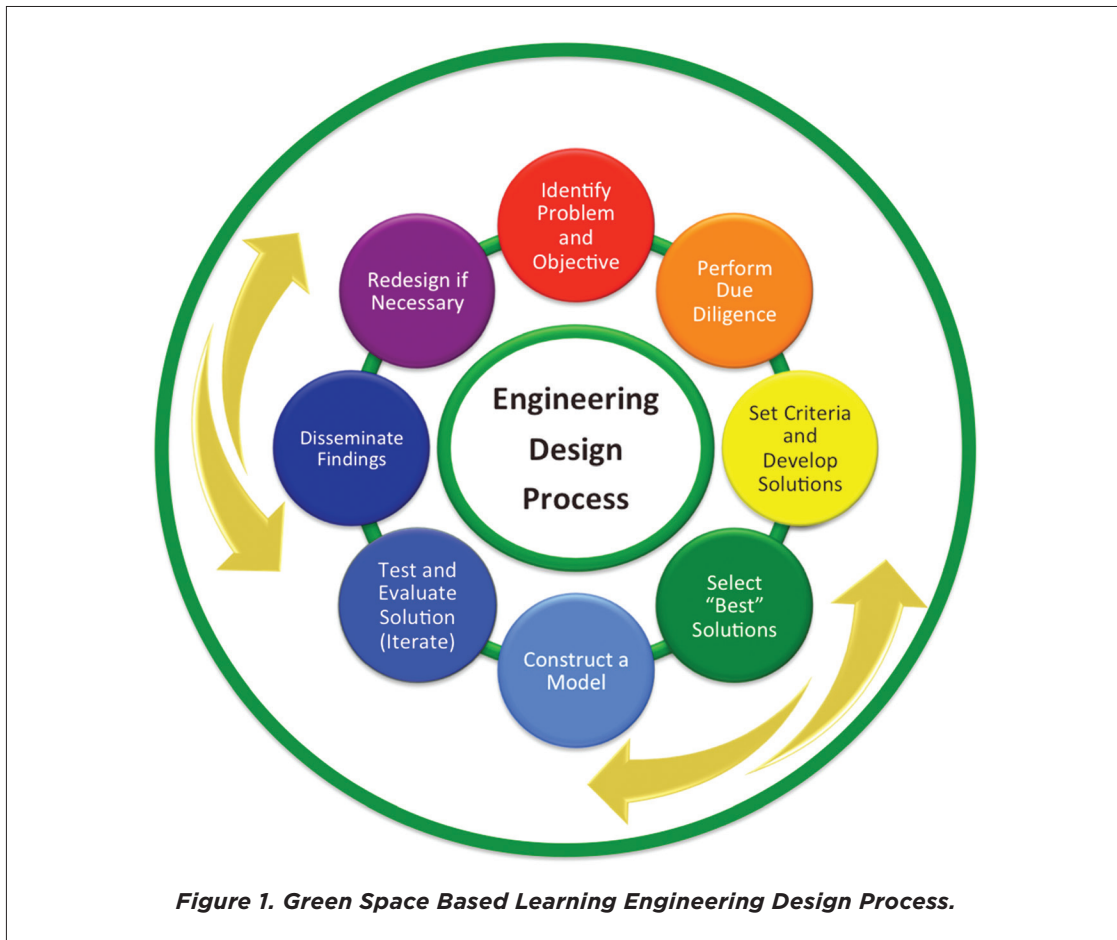 Identify
Problem
and
Objective
Perform
Due
Diligence
Set Criteria
and
Develop
Solutions
Select
“Best”
Solutions
Construct a
Model
Test and
Evaluate
Solution
(Iterate)
Disseminate
Findings
Redesign if
Necessary
Engineering
Design
Process
Figure 1. Green Space Based Learning Engineering Design Process.